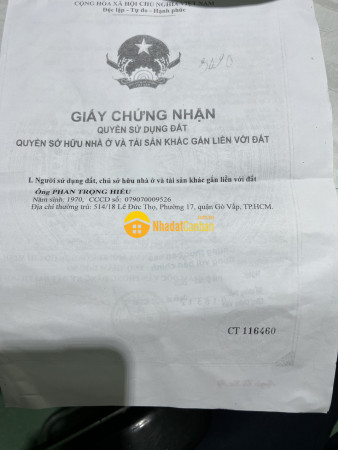 CỘNG HÒA XÃ HỘI CHỦ NGHĨA VIỆT NAM
Độc lập - Tự do - Hạnh phúc
GIẤY CHỨNG NHẬN
QUYỀN SỬ DỤNG ĐẤT
QUYỀN SỞ HỮU NHÀ Ở VÀ TÀI SẢN KHÁC GẮN LIỀN VỚI ĐẤT
I. Người sử dụng đất, chủ sở hữu nhà ở và tài sản khác gắn liền với đất
Ông PHAN TRỌNG HIẾU
Năm sinh: 1970, CCCD số: 079070009526
Địa chỉ thường trú: 514/18 Lê Đức Thọ, Phường 17, quận Gò Vấp, TP.HCM.
CT 116460